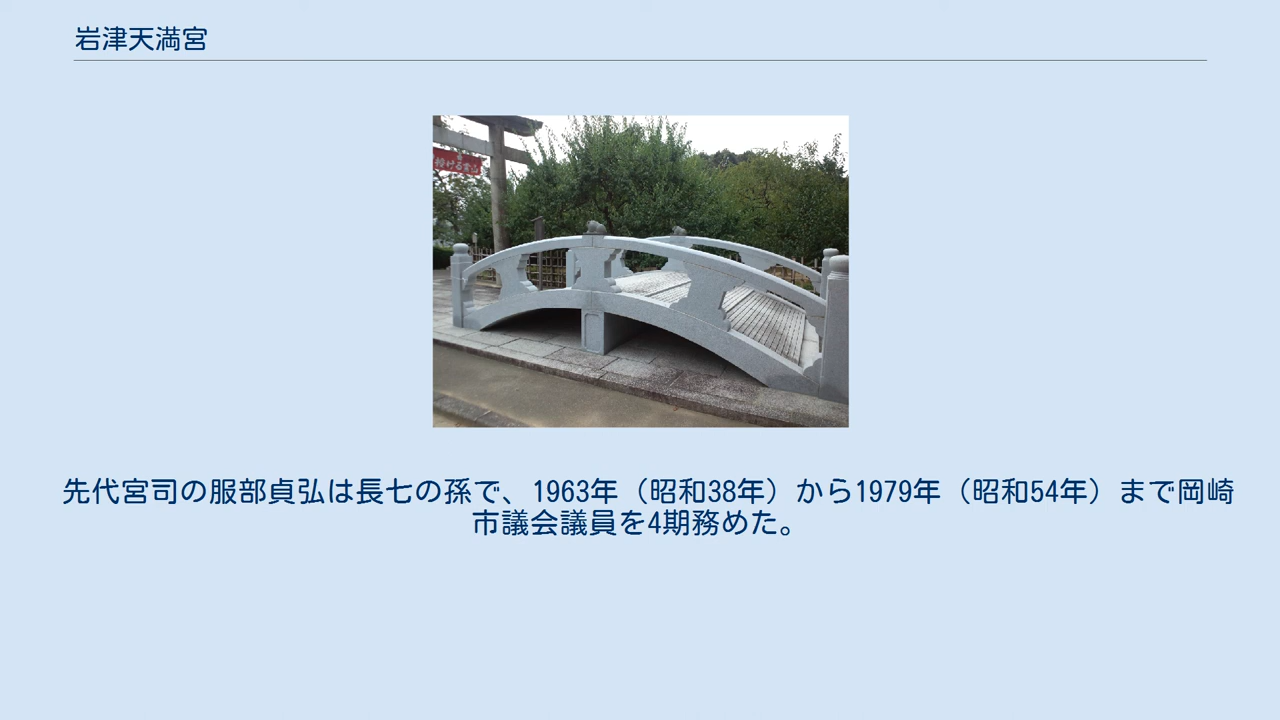 岩津天満宮
授ける
先代宮司の服部貞弘は長七の孫で、1963年（昭和38年）から1979年（昭和54年）まで岡崎
市議会議員を4期務めた。